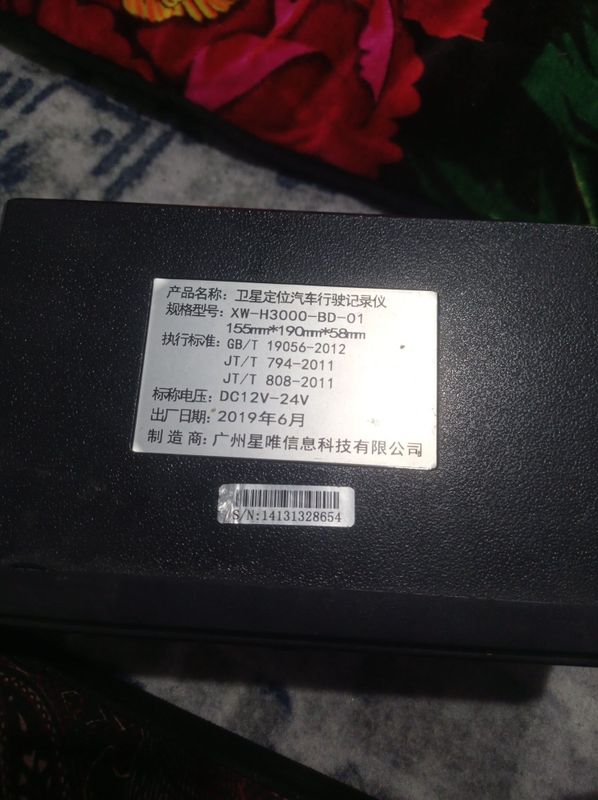 产品名称：卫星定位汽车行驶记录仪
规格型号：XW-H3000-BD-01
155mm*190mm*58mm
执行标准：GB/T 19056-2012
JT/T 794-2011
JT/T 808-2011
标称电压：DC12V-24V
出厂日期：2019年6月
制 造 商：广州星唯信息科技有限公司
S/N:14131328654